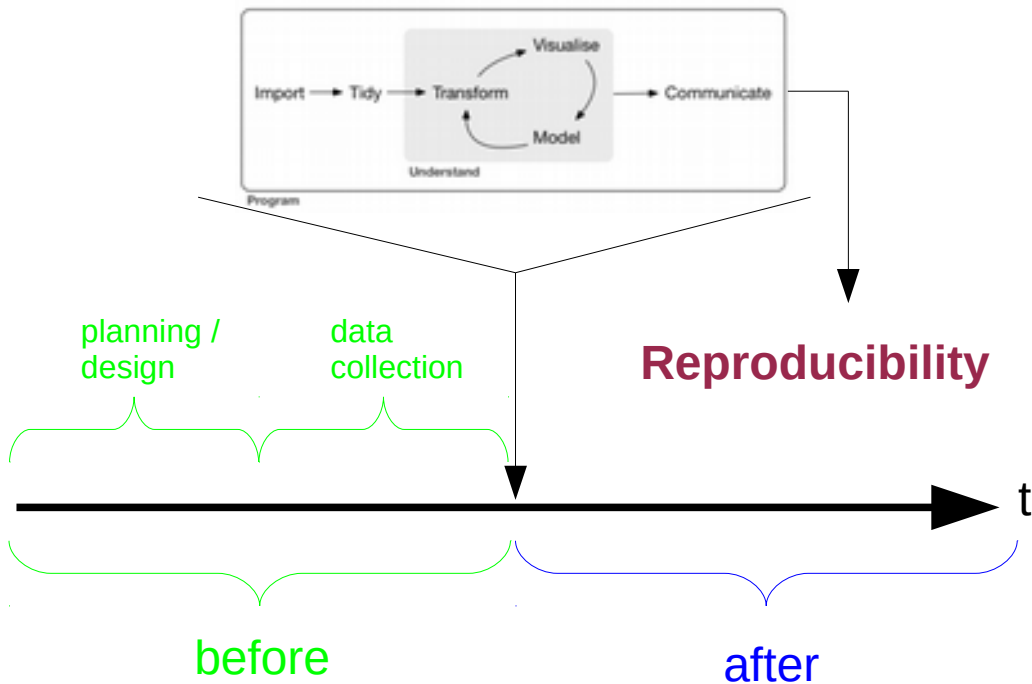 Visualise
Import
Tidy
Transform
Communicate
Model
Understand
Program
planning /
design
data
collection
Reproducibility
t
before
after